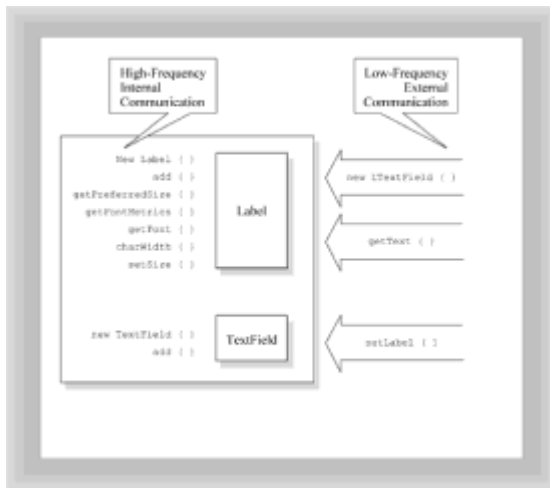 High-Frequency
Internal
Communication
Low-Frequency
External
Communication
New Label ( )
add ( )
getPreferredSize ( )
getFontMetrics ( )
getFont ( )
charWidth ( )
setSize ( )
Label
new LTextField ( )
getText ( )
new TextField ( )
add ( )
TextField
setLabel ( )